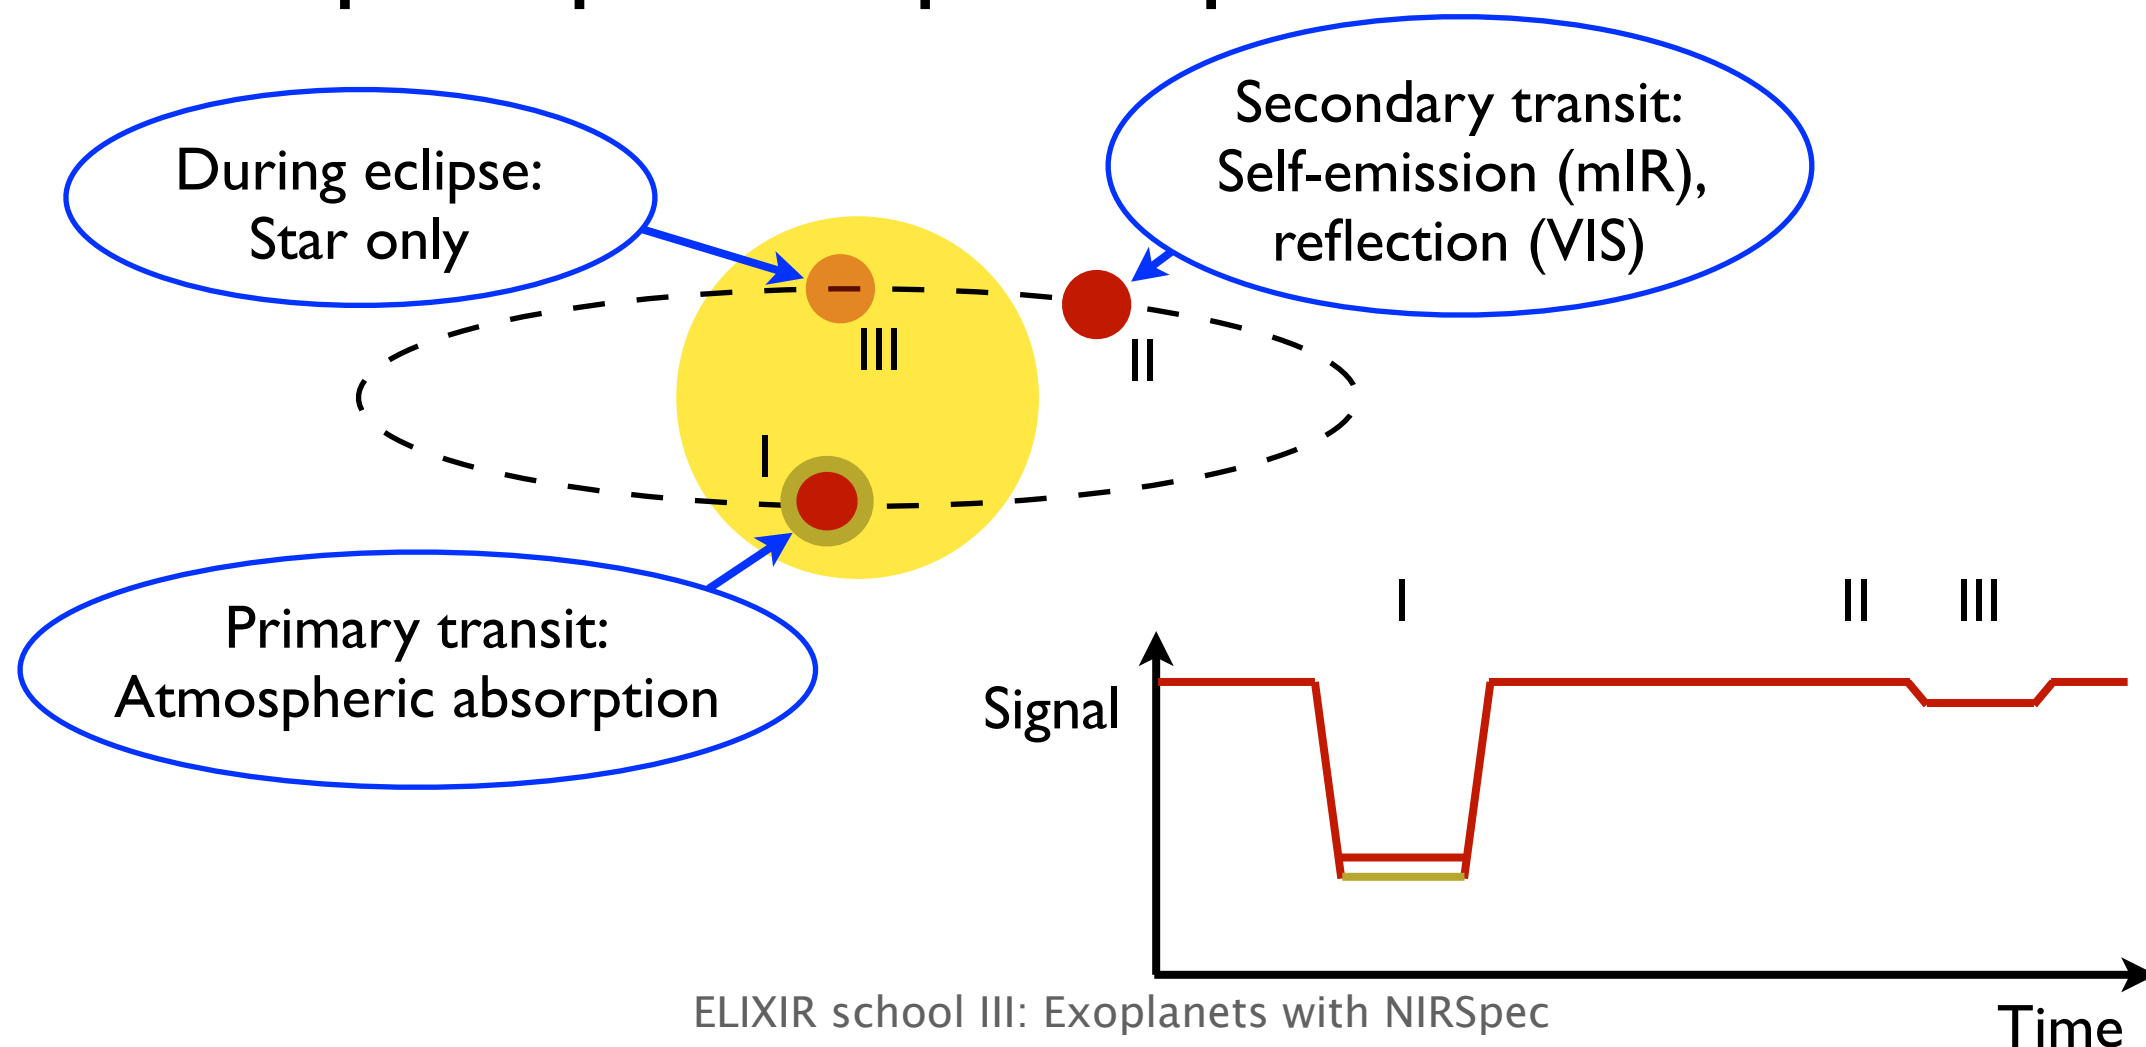 During eclipse:
Star only
Secondary transit:
Self-emission (mIR),
reflection (VIS)
III
II
I
Primary transit:
Atmospheric absorption
I
II
III
Signal
ELIXIR school III: Exoplanets with NIRSpec
Time